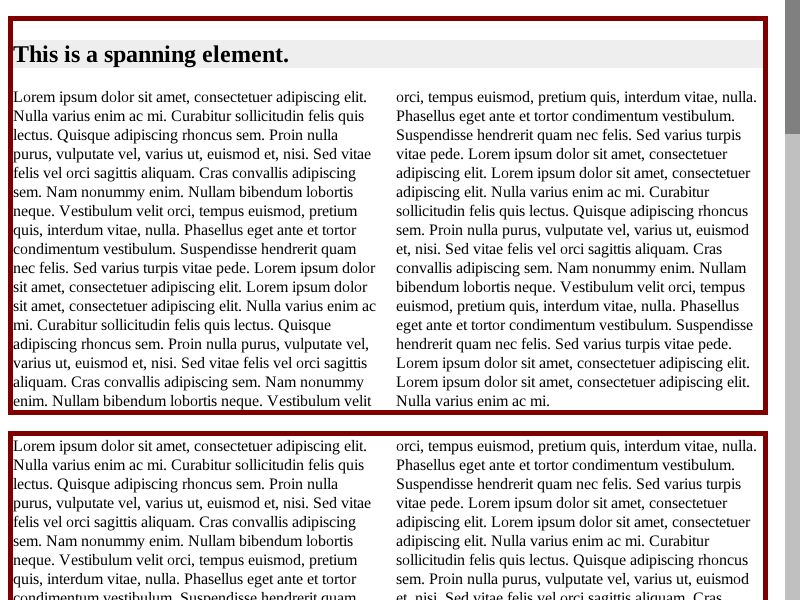 This is a spanning element.
Lorem ipsum dolor sit amet, consectetuer adipiscing elit.
Nulla varius enim ac mi. Curabitur sollicitudin felis quis
lectus. Quisque adipiscing rhoncus sem. Proin nulla
purus, vulputate vel, varius ut, euismod et, nisi. Sed vitae
felis vel orci sagittis aliquam. Cras convallis adipiscing
sem. Nam nonummy enim. Nullam bibendum lobortis
neque. Vestibulum velit orci, tempus euismod, pretium
quis, interdum vitae, nulla. Phasellus eget ante et tortor
condimentum vestibulum. Suspendisse hendrerit quam
nec felis. Sed varius turpis vitae pede. Lorem ipsum dolor
sit amet, consectetuer adipiscing elit. Lorem ipsum dolor
sit amet, consectetuer adipiscing elit. Nulla varius enim ac
mi. Curabitur sollicitudin felis quis lectus. Quisque
adipiscing rhoncus sem. Proin nulla purus, vulputate vel,
varius ut, euismod et, nisi. Sed vitae felis vel orci sagittis
aliquam. Cras convallis adipiscing sem. Nam nonummy
enim. Nullam bibendum lobortis neque. Vestibulum velit
orci, tempus euismod, pretium quis, interdum vitae, nulla.
Phasellus eget ante et tortor condimentum vestibulum.
Suspendisse hendrerit quam nec felis. Sed varius turpis
vitae pede. Lorem ipsum dolor sit amet, consectetuer
adipiscing elit. Lorem ipsum dolor sit amet, consectetuer
adipiscing elit. Nulla varius enim ac mi. Curabitur
sollicitudin felis quis lectus. Quisque adipiscing rhoncus
sem. Proin nulla purus, vulputate vel, varius ut, euismod
et, nisi. Sed vitae felis vel orci sagittis aliquam. Cras
convallis adipiscing sem. Nam nonummy enim. Nullam
bibendum lobortis neque. Vestibulum velit orci, tempus
euismod, pretium quis, interdum vitae, nulla. Phasellus
eget ante et tortor condimentum vestibulum. Suspendisse
hendrerit quam nec felis. Sed varius turpis vitae pede.
Lorem ipsum dolor sit amet, consectetuer adipiscing elit.
Lorem ipsum dolor sit amet, consectetuer adipiscing elit.
Nulla varius enim ac mi.
Lorem ipsum dolor sit amet, consectetuer adipiscing elit.
Nulla varius enim ac mi. Curabitur sollicitudin felis quis
lectus. Quisque adipiscing rhoncus sem. Proin nulla
purus, vulputate vel, varius ut, euismod et, nisi. Sed vitae
felis vel orci sagittis aliquam. Cras convallis adipiscing
sem. Nam nonummy enim. Nullam bibendum lobortis
neque. Vestibulum velit orci, tempus euismod, pretium
quis, interdum vitae, nulla. Phasellus eget ante et tortor
condimentum vestibulum. Suspendisse hendrerit quam
orci, tempus euismod, pretium quis, interdum vitae, nulla.
Phasellus eget ante et tortor condimentum vestibulum.
Suspendisse hendrerit quam nec felis. Sed varius turpis
vitae pede. Lorem ipsum dolor sit amet, consectetuer
adipiscing elit. Lorem ipsum dolor sit amet, consectetuer
adipiscing elit. Nulla varius enim ac mi. Curabitur
sollicitudin felis quis lectus. Quisque adipiscing rhoncus
sem. Proin nulla purus, vulputate vel, varius ut, euismod
et, nisi. Sed vitae felis vel orci sagittis aliquam. Cras